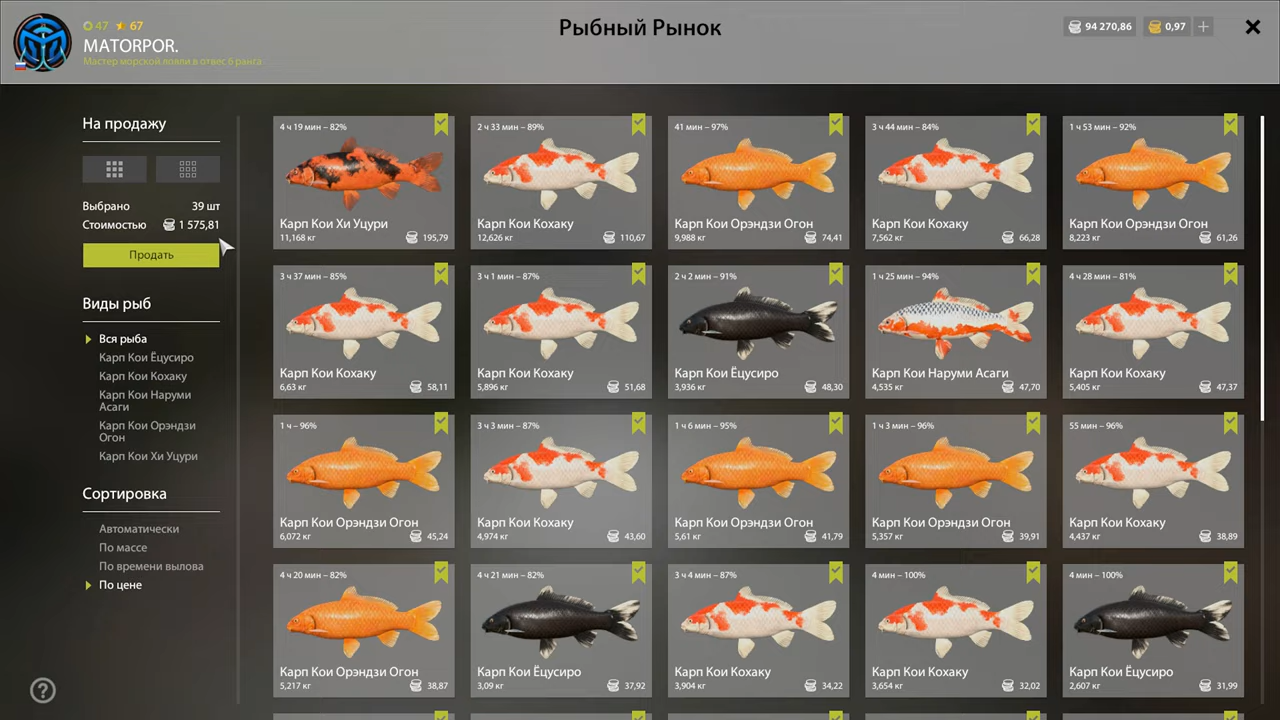 47 67
MATORPOR.
Мастер морской ловли в отвес 6 ранга
Рыбный Рынок
94 270,86 0,97 +
На продажу
Выбрано 39 шт
Стоимостью 1 575,81
Продать
Виды рыб
Вся рыба
Карп Кои Ёцусиро
Карп Кои Кохаку
Карп Кои Наруми
Асаги
Карп Кои Орэндзи
Огон
Карп Кои Хи Уцури
Сортировка
Автоматически
По массе
По времени вылова
По цене
?
4 ч 19 мин – 82%
Карп Кои Хи Уцури
11,168 кг 195,79
2 ч 33 мин – 89%
Карп Кои Кохаку
12,626 кг 110,67
41 мин – 97%
Карп Кои Орэндзи Огон
9,988 кг 74,41
3 ч 44 мин – 84%
Карп Кои Кохаку
7,562 кг 66,28
1 ч 53 мин – 92%
Карп Кои Орэндзи Огон
8,223 кг 61,26
3 ч 37 мин – 85%
Карп Кои Кохаку
6,63 кг 58,11
3 ч 1 мин – 87%
Карп Кои Кохаку
5,896 кг 51,68
2 ч 2 мин – 91%
Карп Кои Ёцусиро
3,936 кг 48,30
1 ч 25 мин – 94%
Карп Кои Наруми Асаги
4,535 кг 47,70
4 ч 28 мин – 81%
Карп Кои Кохаку
5,405 кг 47,37
1 ч – 96%
Карп Кои Орэндзи Огон
6,072 кг 45,24
3 ч 3 мин – 87%
Карп Кои Кохаку
4,974 кг 43,60
1 ч 6 мин – 95%
Карп Кои Орэндзи Огон
5,61 кг 41,79
1 ч 3 мин – 96%
Карп Кои Орэндзи Огон
5,357 кг 39,91
55 мин – 96%
Карп Кои Кохаку
4,437 кг 38,89
4 ч 20 мин – 82%
Карп Кои Орэндзи Огон
5,217 кг 38,87
4 ч 21 мин – 82%
Карп Кои Ёцусиро
3,09 кг 37,92
3 ч 4 мин – 87%
Карп Кои Кохаку
3,904 кг 34,22
4 мин – 100%
Карп Кои Кохаку
3,654 кг 32,02
4 мин – 100%
Карп Кои Ёцусиро
2,607 кг 31,99